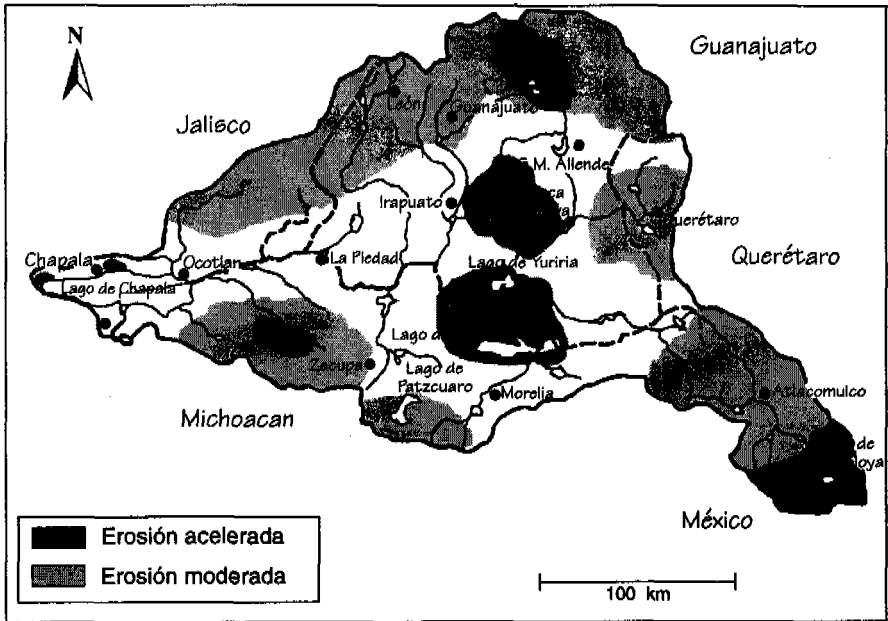 N
Guanajuato
Jalisco
León
Guanajuato
M. Allende
Irapuato
Querétaro
Chapala
Ocotlan
La Piedad
Lago de Yuriria
Querétaro
Lago de Chapala
Lago d
Zacupa
Lago de
Patzcuaro
Morelia
Atlacomulco
Michoacan
de
loya
México
Erosión acelerada
Erosión moderada
100 km